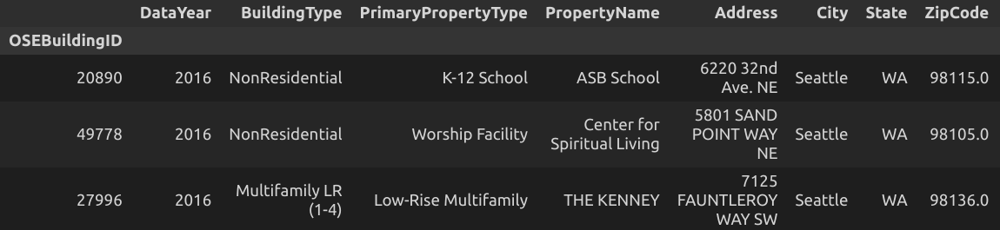 DataYear BuildingType PrimaryPropertyType PropertyName Address City State ZipCode
OSEBuildingID
20890 2016 NonResidential K-12 School ASB School 6220 32nd Seattle WA 98115.0
Ave. NE
49778 2016 NonResidential Worship Facility Center for 5801 SAND Seattle WA 98105.0
Spiritual Living POINT WAY
NE
27996 2016 Multifamily LR Low-Rise Multifamily THE KENNEY 7125 Seattle WA 98136.0
(1-4) FAUNTLEROY
WAY SW